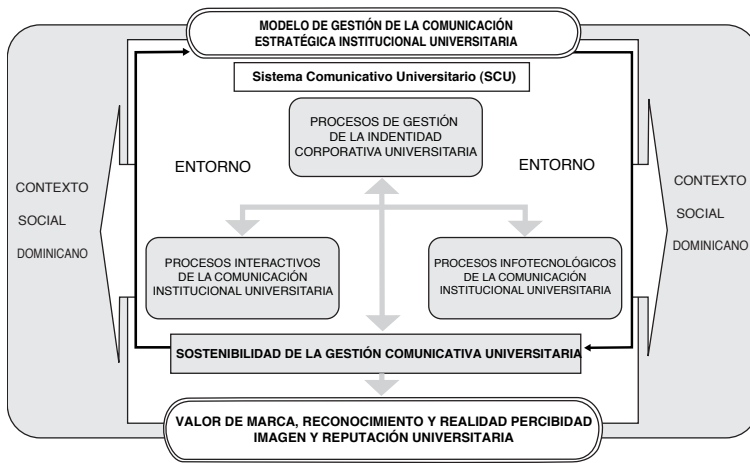 MODELO DE GESTIÓN DE LA COMUNICACIÓN
ESTRATÉGICA INSTITUCIONAL UNIVERSITARIA
Sistema Comunicativo Universitario (SCU)
PROCESOS DE GESTIÓN
DE LA INDENTIDAD
CORPORATIVA UNIVERSITARIA
ENTORNO
ENTORNO
CONTEXTO
SOCIAL
DOMINICANO
CONTEXTO
SOCIAL
DOMINICANO
PROCESOS INTERACTIVOS
DE LA COMUNICACIÓN
INSTITUCIONAL UNIVERSITARIA
PROCESOS INFOTECNOLÓGICOS
DE LA COMUNICACIÓN
INSTITUCIONAL UNIVERSITARIA
SOSTENIBILIDAD DE LA GESTIÓN COMUNICATIVA UNIVERSITARIA
VALOR DE MARCA, RECONOCIMIENTO Y REALIDAD PERCIBIDAD
IMAGEN Y REPUTACIÓN UNIVERSITARIA